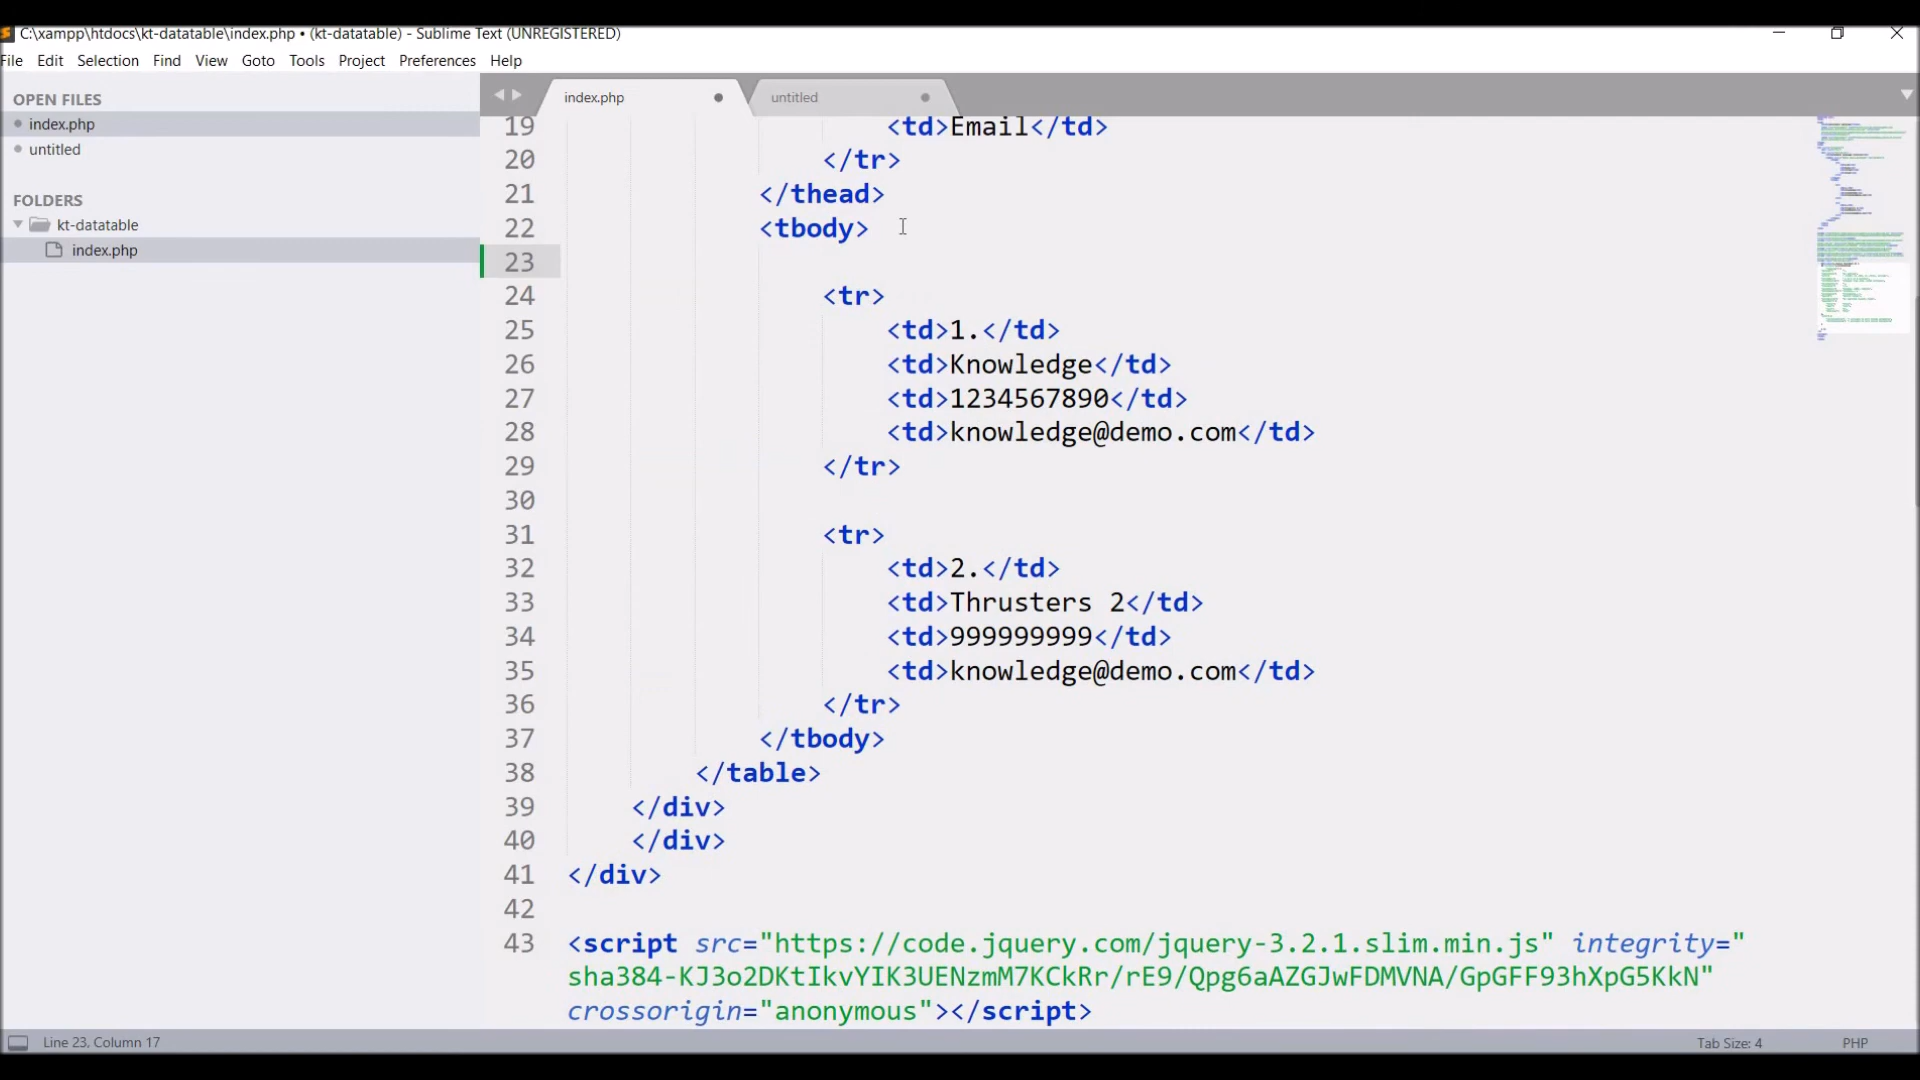 C:\xampp\htdocs\kt-datatable\index.php • (kt-datatable) - Sublime Text (UNREGISTERED)
File Edit Selection Find View Goto Tools Project Preferences Help
OPEN FILES
index.php
untitled
FOLDERS
kt-datatable
index.php
index.php untitled
19 <td>Email</td>
20 </tr>
21 </thead>
22 <tbody>
23
24 <tr>
25 <td>1.</td>
26 <td>Knowledge</td>
27 <td>1234567890</td>
28 <td>knowledge@demo.com</td>
29 </tr>
30
31 <tr>
32 <td>2.</td>
33 <td>Thrusters 2</td>
34 <td>999999999</td>
35 <td>knowledge@demo.com</td>
36 </tr>
37 </tbody>
38 </table>
39 </div>
40 </div>
41 </div>
42
43 <script src="https://code.jquery.com/jquery-3.2.1.slim.min.js" integrity="
sha384-KJ3o2DKtIkvYIK3UENzmM7KCkRr/rE9/Qpg6aAZGJwFDMVNA/GpGFF93hXpG5KkN"
crossorigin="anonymous"></script>
Line 23, Column 17
Tab Size: 4
PHP